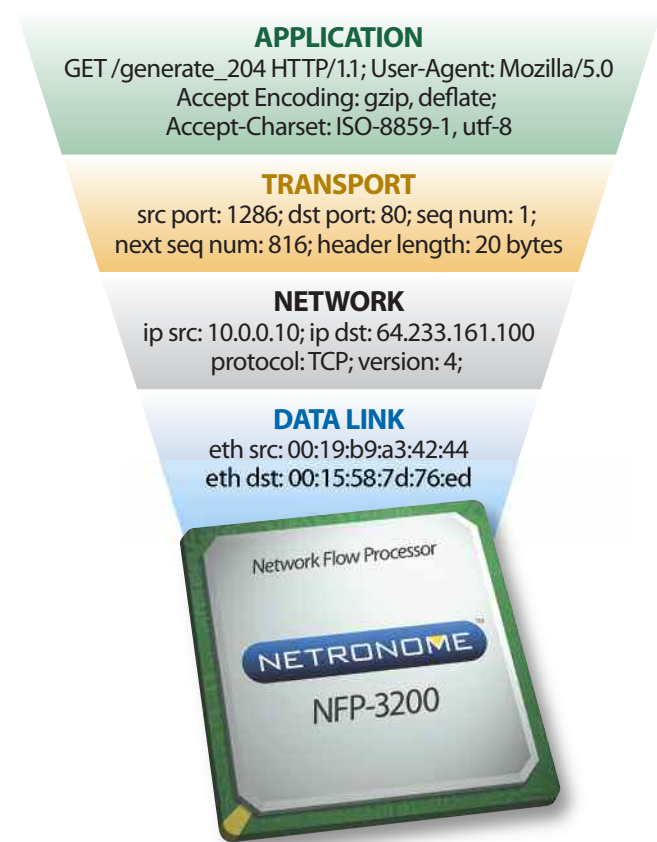 APPLICATION
GET /generate_204 HTTP/1.1; User-Agent: Mozilla/5.0
Accept Encoding: gzip, deflate;
Accept-Charset: ISO-8859-1, utf-8
TRANSPORT
src port: 1286; dst port: 80; seq num: 1;
next seq num: 816; header length: 20 bytes
NETWORK
ip src: 10.0.0.10; ip dst: 64.233.161.100
protocol: TCP; version: 4;
DATA LINK
eth src: 00:19:b9:a3:42:44
eth dst: 00:15:58:7d:76:ed
Network Flow Processor
NETRONOME™
NFP-3200